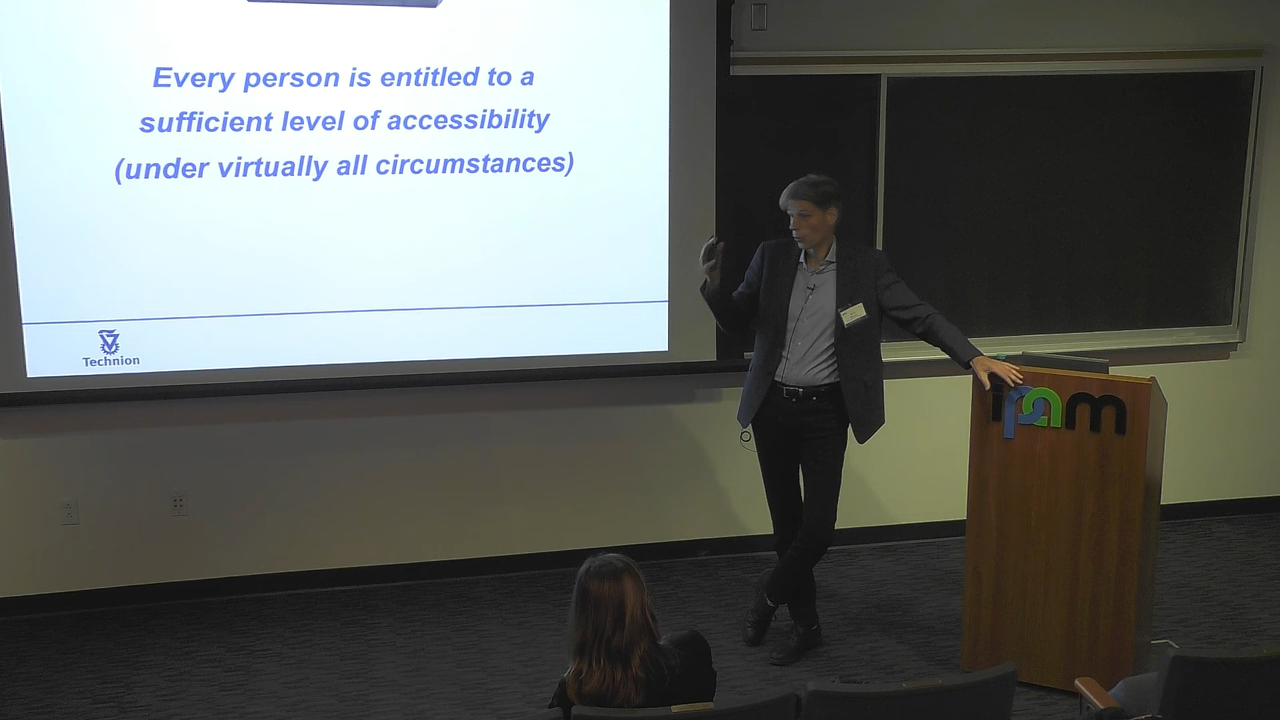 Every person is entitled to a
sufficient level of accessibility
(under virtually all circumstances)
Technion
ipam